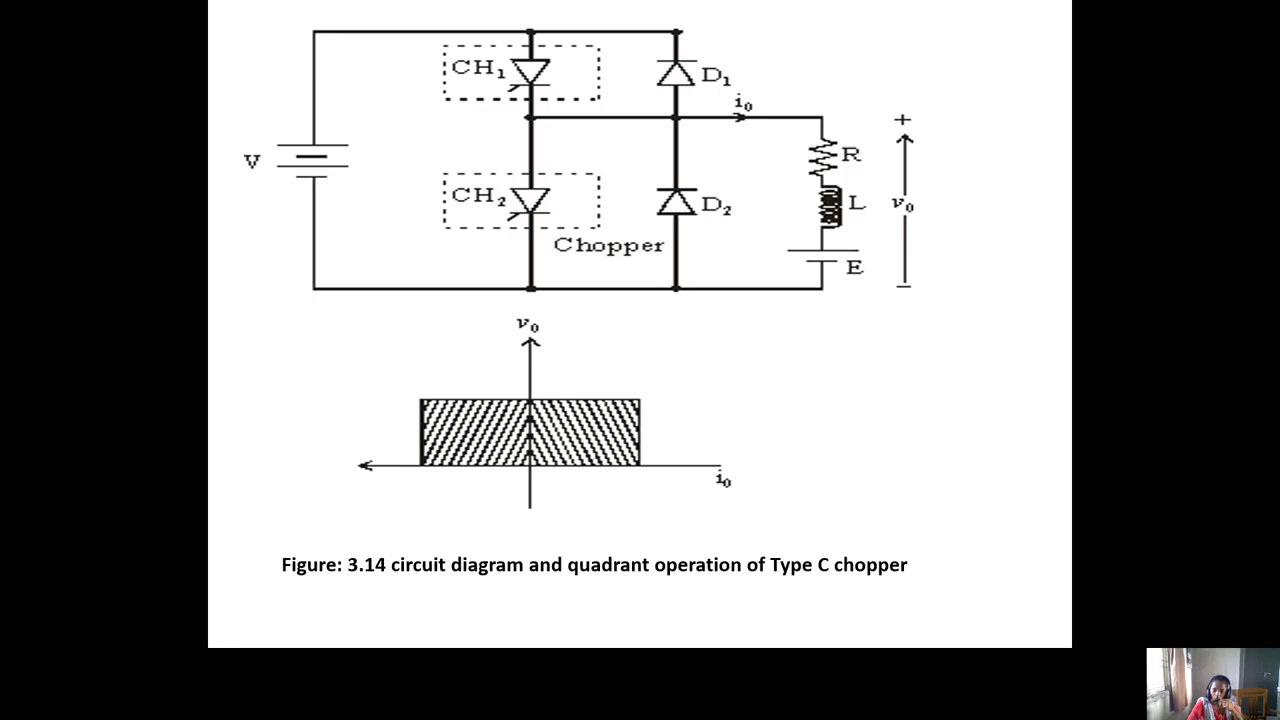 CH1
D1
i0
+
V
R
CH2
D2
L
v0
Chopper
E
−
v0
i0
Figure: 3.14 circuit diagram and quadrant operation of Type C chopper